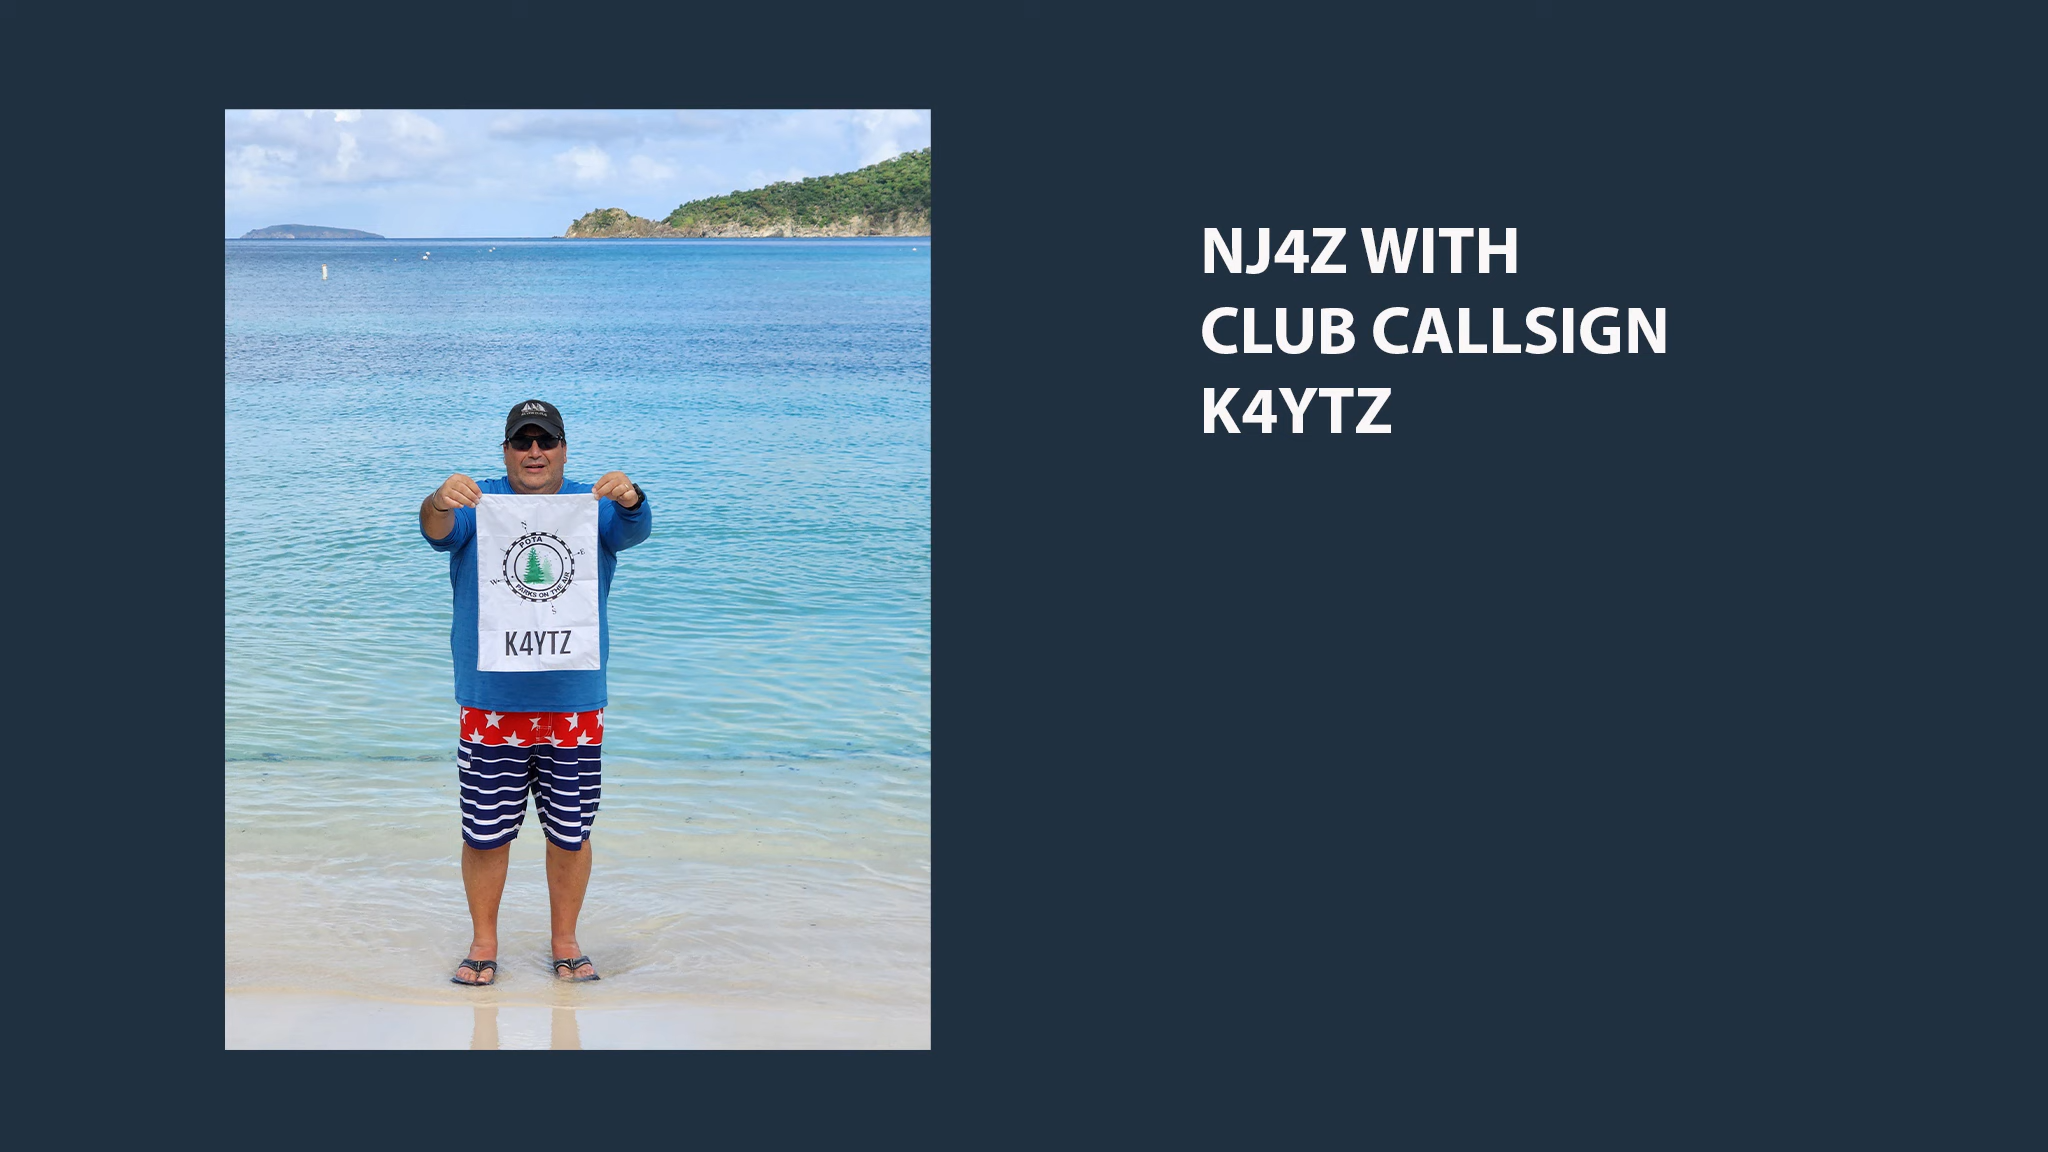 NJ4Z WITH
CLUB CALLSIGN
K4YTZ
N
POTA
E
W
PARKS ON THE AIR
S
K4YTZ